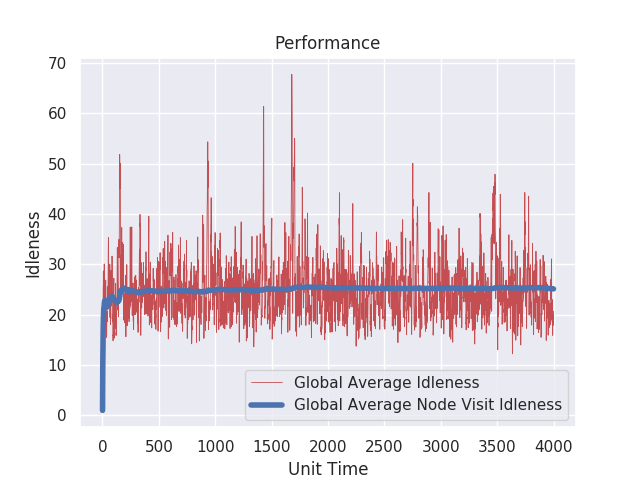 Performance
70
60
50
40
30
20
10
0
Idleness
Global Average Idleness
Global Average Node Visit Idleness
0 500 1000 1500 2000 2500 3000 3500 4000
Unit Time